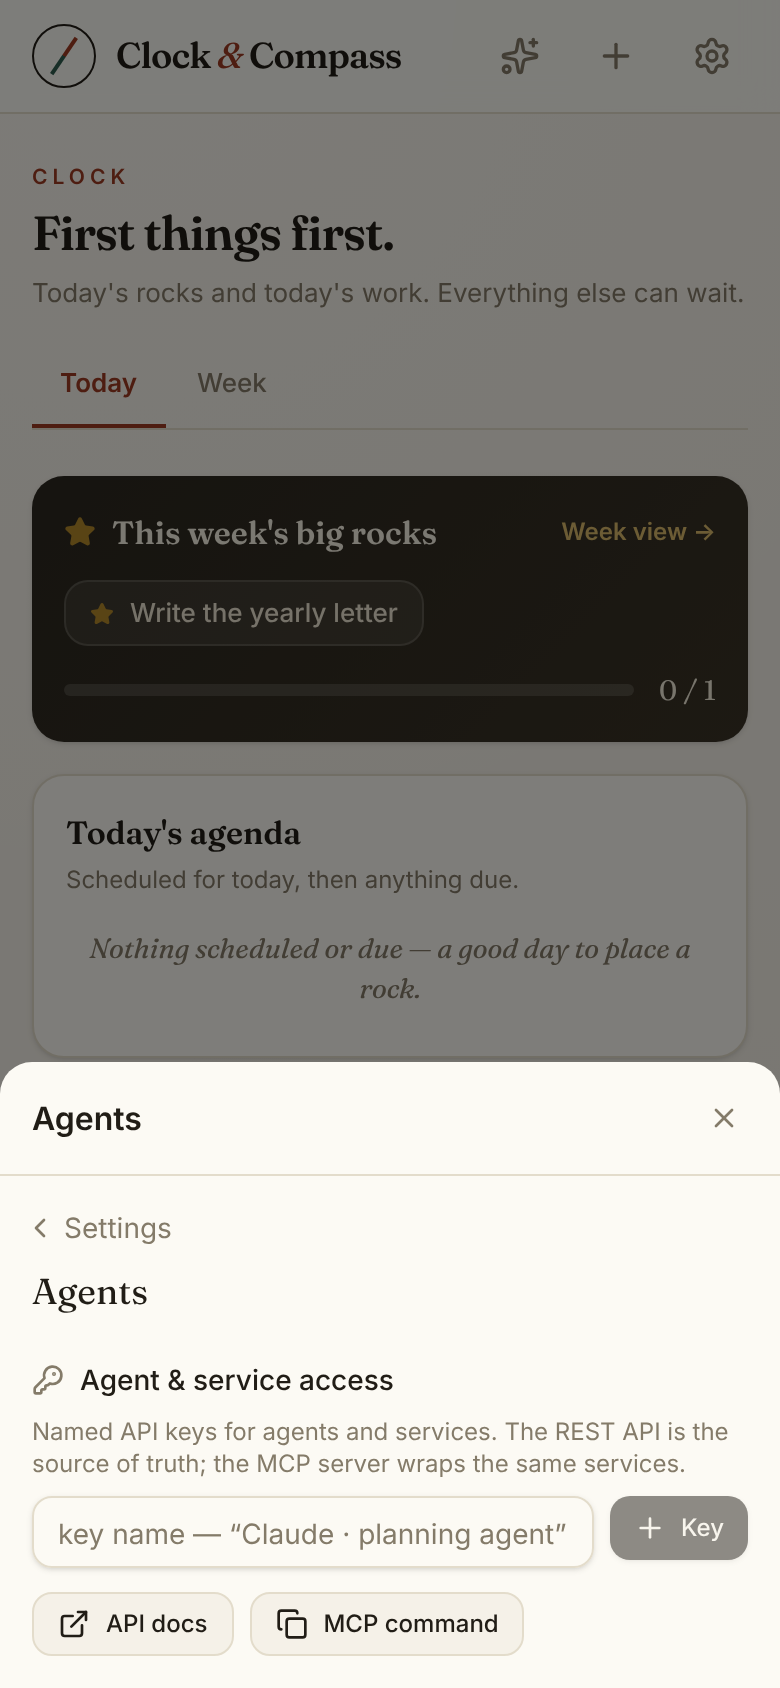 Clock & Compass
CLOCK
First things first.
Today's rocks and today's work. Everything else can wait.
Today
Week
This week's big rocks
Week view →
Write the yearly letter
0 / 1
Today's agenda
Scheduled for today, then anything due.
Nothing scheduled or due — a good day to place a
rock.
Agents
Settings
Agents
Agent & service access
Named API keys for agents and services. The REST API is the
source of truth; the MCP server wraps the same services.
key name — “Claude · planning agent”
Key
API docs
MCP command